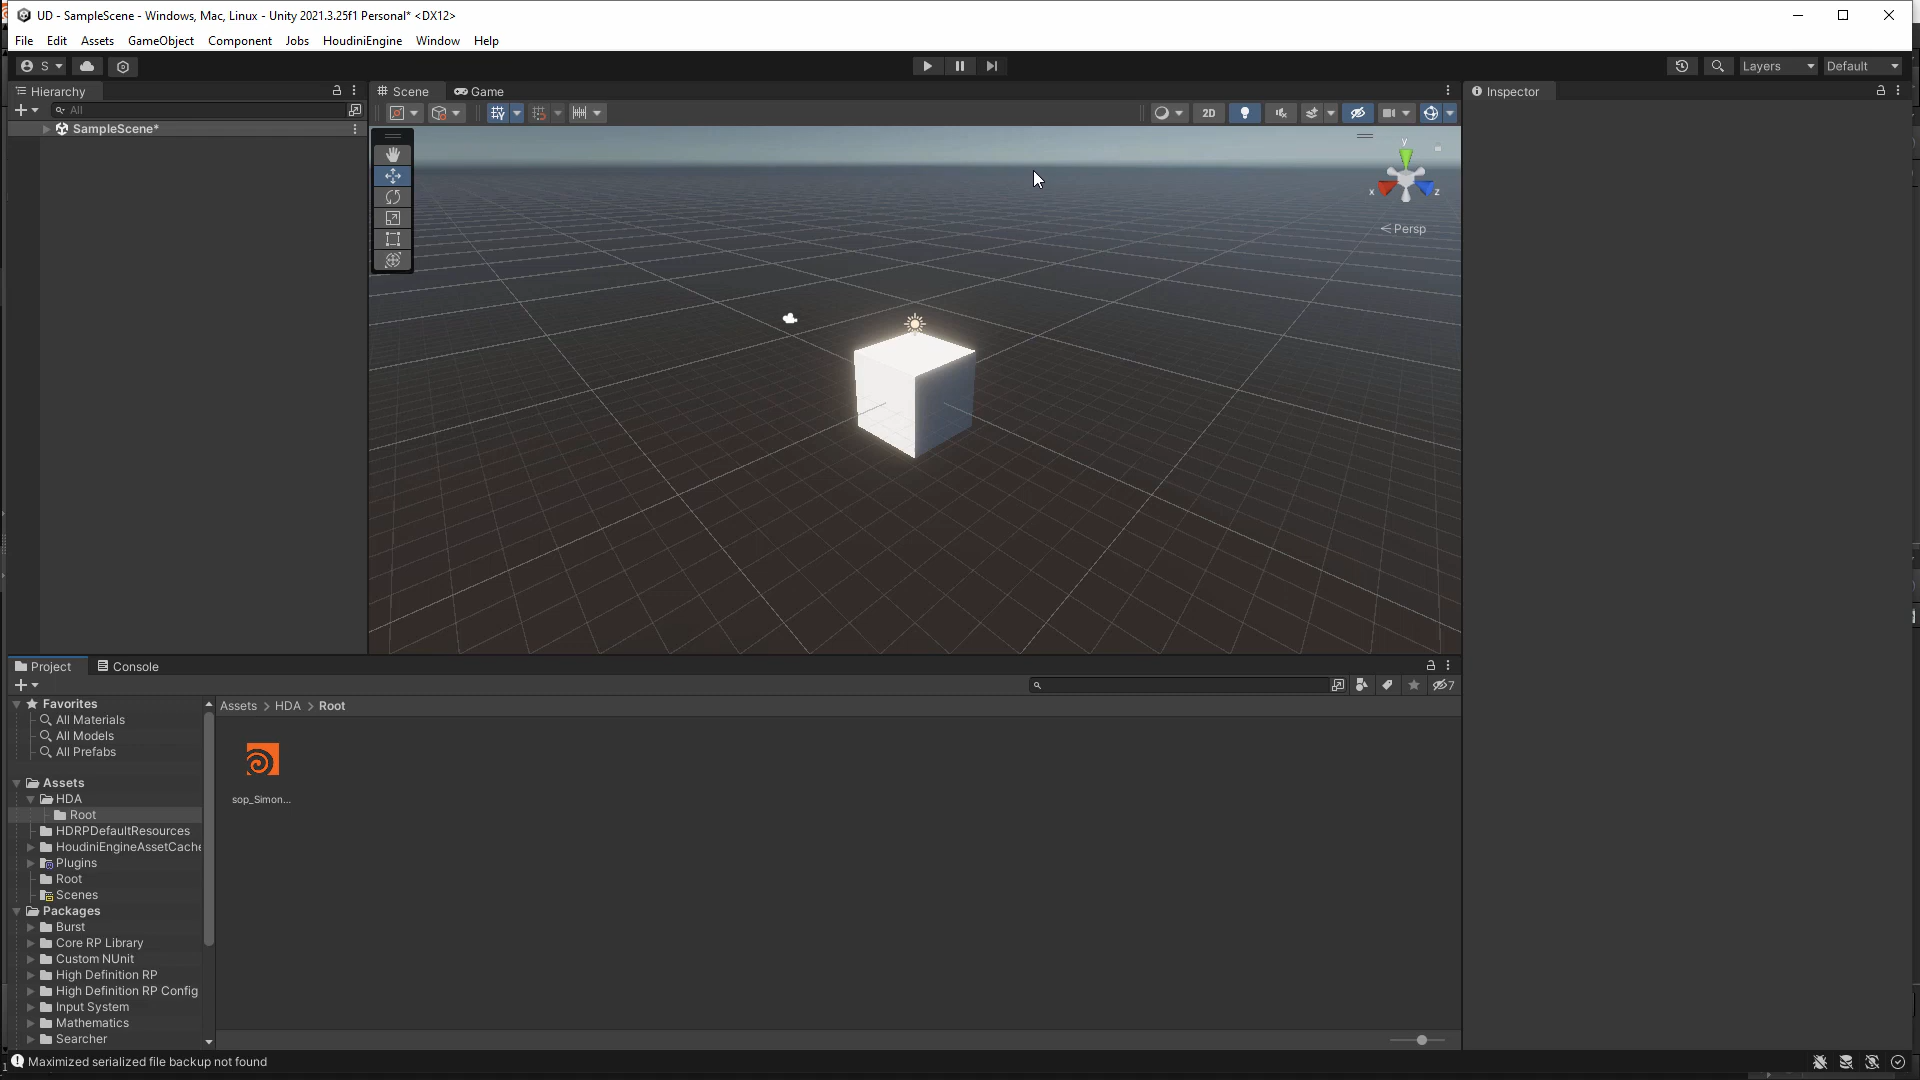 UD - SampleScene - Windows, Mac, Linux - Unity 2021.3.25f1 Personal* <DX12>
File Edit Assets GameObject Component Jobs HoudiniEngine Window Help
S
Layers Default
Hierarchy
All
SampleScene*
Scene Game
2D
y
x
z
Persp
Inspector
Project Console
7
Favorites
All Materials
All Models
All Prefabs
Assets
HDA
Root
HDRPDefaultResources
HoudiniEngineAssetCache
Plugins
Root
Scenes
Packages
Burst
Core RP Library
Custom NUnit
High Definition RP
High Definition RP Config
Input System
Mathematics
Searcher
Assets > HDA > Root
sop_Simon...
Maximized serialized file backup not found